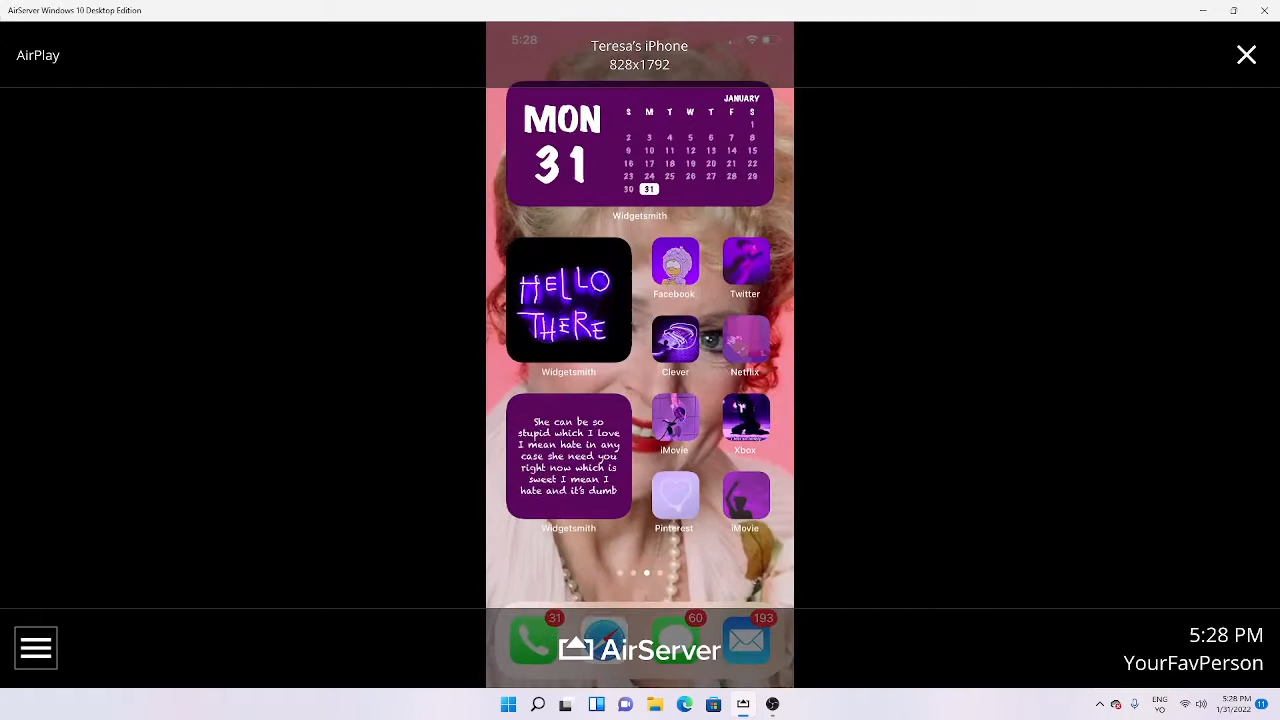 AirServer Windows 10 Desktop Edition
AirPlay
5:28
Teresa's iPhone
828x1792
MON
31
JANUARY
S M T W T F S
1
2 3 4 5 6 7 8
9 10 11 12 13 14 15
16 17 18 19 20 21 22
23 24 25 26 27 28 29
30 31
Widgetsmith
HELLO
THERE
Widgetsmith
Facebook
Twitter
Clever
Netflix
She can be so
stupid which I love
I mean hate in any
case she need you
right now which is
sweet I mean I
hate and it's dumb
Widgetsmith
iMovie
Xbox
Pinterest
iMovie
31
60
193
AirServer
5:28 PM
YourFavPerson
ENG
YO
5:28 PM
1/31/2022
11